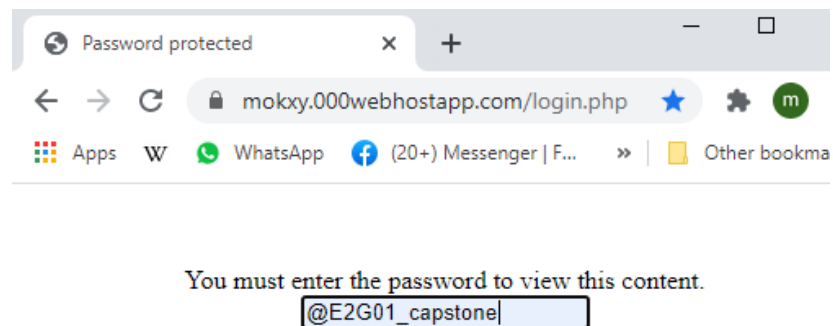 Password protected
mokxy.000webhostapp.com/login.php
m
Apps W WhatsApp (20+) Messenger | F... » Other bookma
You must enter the password to view this content.
@E2G01_capstone